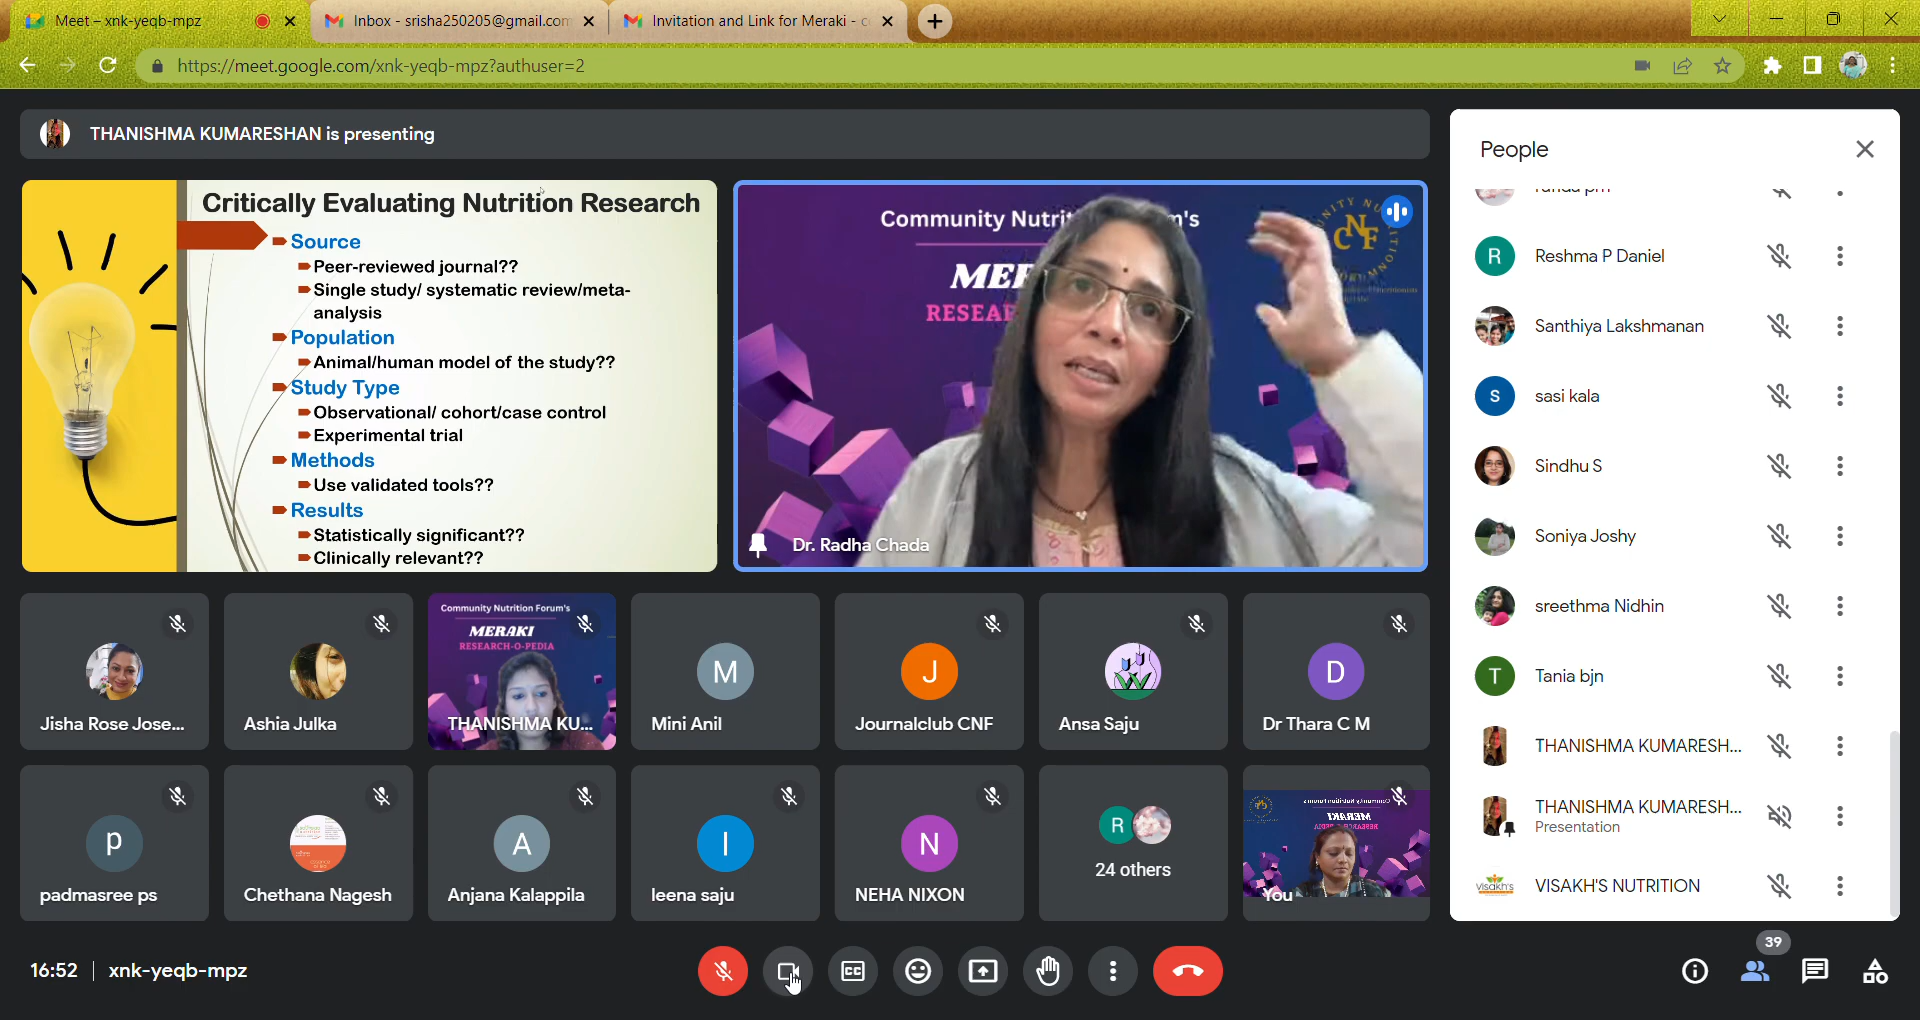 Meet – xnk-yeqb-mpz
Inbox - srisha250205@gmail.com
Invitation and Link for Meraki - c
https://meet.google.com/xnk-yeqb-mpz?authuser=2
THANISHMA KUMARESHAN is presenting
Critically Evaluating Nutrition Research
Source
Peer-reviewed journal??
Single study/ systematic review/meta-
analysis
Population
Animal/human model of the study??
Study Type
Observational/ cohort/case control
Experimental trial
Methods
Use validated tools??
Results
Statistically significant??
Clinically relevant??
Community Nutrit m's
MER
RESEAR
CNF
Dr. Radha Chada
Jisha Rose Jose...
Ashia Julka
Community Nutrition Forum's
MERAKI
RESEARCH-O-PEDIA
THANISHMA KU...
M
Mini Anil
J
Journalclub CNF
Ansa Saju
D
Dr Thara C M
p
padmasree ps
Chethana Nagesh
A
Anjana Kalappila
l
leena saju
N
NEHA NIXON
R
24 others
MERAKI
You
People
R
Reshma P Daniel
Santhiya Lakshmanan
s
sasi kala
Sindhu S
Soniya Joshy
sreethma Nidhin
T
Tania bjn
THANISHMA KUMARESH...
THANISHMA KUMARESH...
Presentation
visakh's
VISAKH'S NUTRITION
16:52 | xnk-yeqb-mpz
CC
39